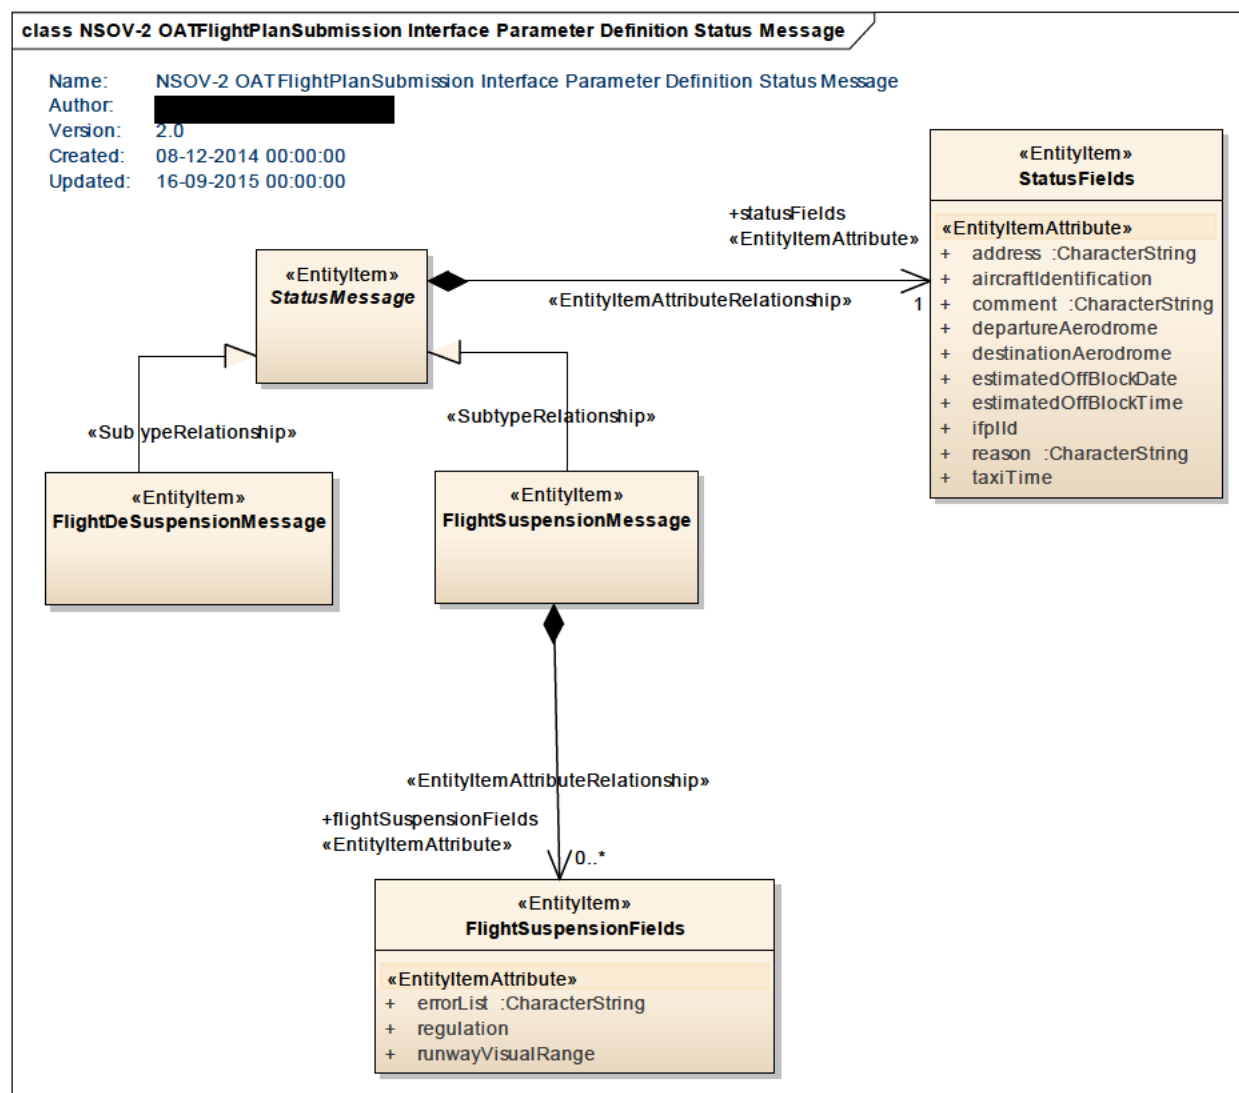 class NSOV-2 OATFlightPlanSubmission Interface Parameter Definition Status Message
Name: NSOV-2 OATFlightPlanSubmission Interface Parameter Definition Status Message
Author:
Version: 2.0
Created: 08-12-2014 00:00:00
Updated: 16-09-2015 00:00:00
«EntityItem»
StatusFields
«EntityItemAttribute»
+ address :CharacterString
+ aircraftIdentification
+ comment :CharacterString
+ departureAerodrome
+ destinationAerodrome
+ estimatedOffBlockDate
+ estimatedOffBlockTime
+ ifplId
+ reason :CharacterString
+ taxiTime
+statusFields
«EntityItemAttribute»
«EntityItemAttributeRelationship»
1
«EntityItem»
StatusMessage
«SubtypeRelationship»
«SubtypeRelationship»
«EntityItem»
FlightDeSuspensionMessage
«EntityItem»
FlightSuspensionMessage
«EntityItemAttributeRelationship»
+flightSuspensionFields
«EntityItemAttribute»
0..*
«EntityItem»
FlightSuspensionFields
«EntityItemAttribute»
+ errorList :CharacterString
+ regulation
+ runwayVisualRange